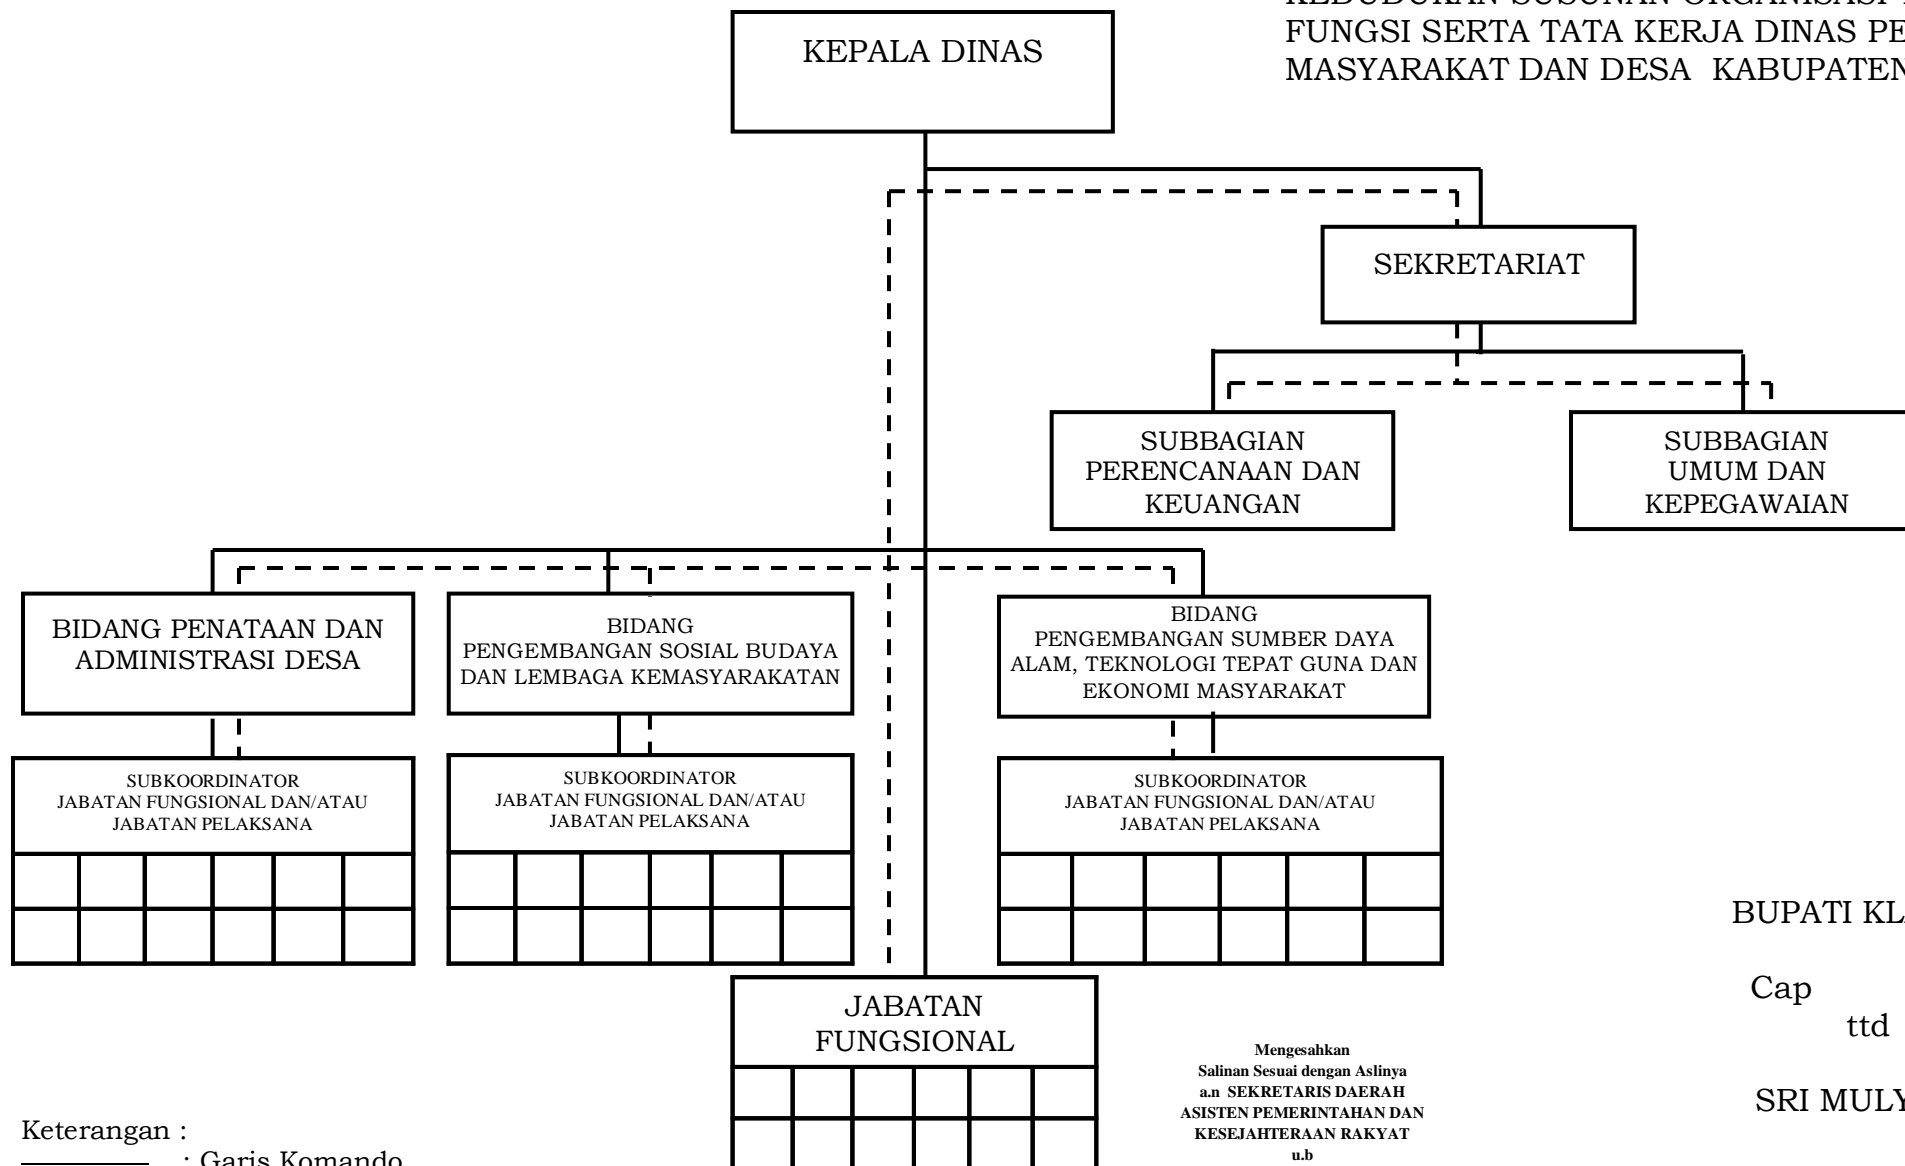 KEDUDUKAN SUSUNAN ORGANISASI
FUNGSI SERTA TATA KERJA DINAS
MASYARAKAT DAN DESA KABUPATEN
KEPALA DINAS
SEKRETARIAT
SUBBAGIAN
PERENCANAAN DAN
KEUANGAN
SUBBAGIAN
UMUM DAN
KEPEGAWAIAN
BIDANG PENATAAN DAN
ADMINISTRASI DESA
BIDANG
PENGEMBANGAN SOSIAL BUDAYA
DAN LEMBAGA KEMASYARAKATAN
BIDANG
PENGEMBANGAN SUMBER DAYA
ALAM, TEKNOLOGI TEPAT GUNA DAN
EKONOMI MASYARAKAT
SUBKOORDINATOR
JABATAN FUNGSIONAL DAN/ATAU
JABATAN PELAKSANA
SUBKOORDINATOR
JABATAN FUNGSIONAL DAN/ATAU
JABATAN PELAKSANA
SUBKOORDINATOR
JABATAN FUNGSIONAL DAN/ATAU
JABATAN PELAKSANA
JABATAN
FUNGSIONAL
BUPATI
Cap
ttd
SRI
Mengesahkan
Salinan Sesuai dengan Aslinya
a.n SEKRETARIS DAERAH
ASISTEN PEMERINTAHAN DAN
KESEJAHTERAAN RAKYAT
u.b
Keterangan :
: Garis Komando